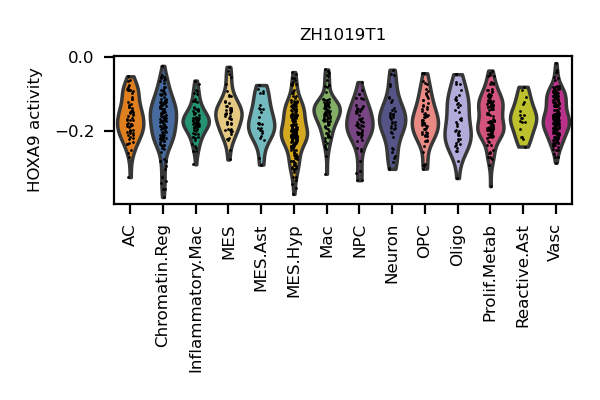 ZH1019T1
HOXA9 activity
0.0
−0.2
AC
Chromatin.Reg
Inflammatory.Mac
MES
MES.Ast
MES.Hyp
Mac
NPC
Neuron
OPC
Oligo
Prolif.Metab
Reactive.Ast
Vasc